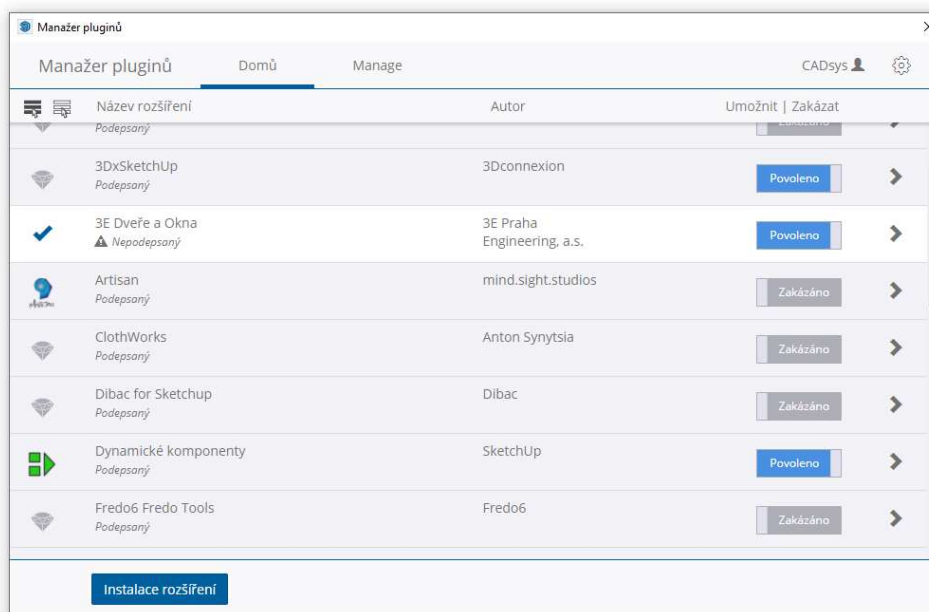 Manažer pluginů
Manažer pluginů Domů Manage CADsys
Název rozšíření Autor Umožnit | Zakázat
Podepsaný Zakázáno
3DxSketchUp 3Dconnexion
Podepsaný Povoleno
3E Dveře a Okna 3E Praha
Nepodepsaný Engineering, a.s. Povoleno
Artisan mind.sight.studios
Podepsaný Zakázáno
ClothWorks Anton Synytsia
Podepsaný Zakázáno
Dibac for Sketchup Dibac
Podepsaný Zakázáno
Dynamické komponenty SketchUp
Podepsaný Povoleno
Fredo6 Fredo Tools Fredo6
Podepsaný Zakázáno
Instalace rozšíření